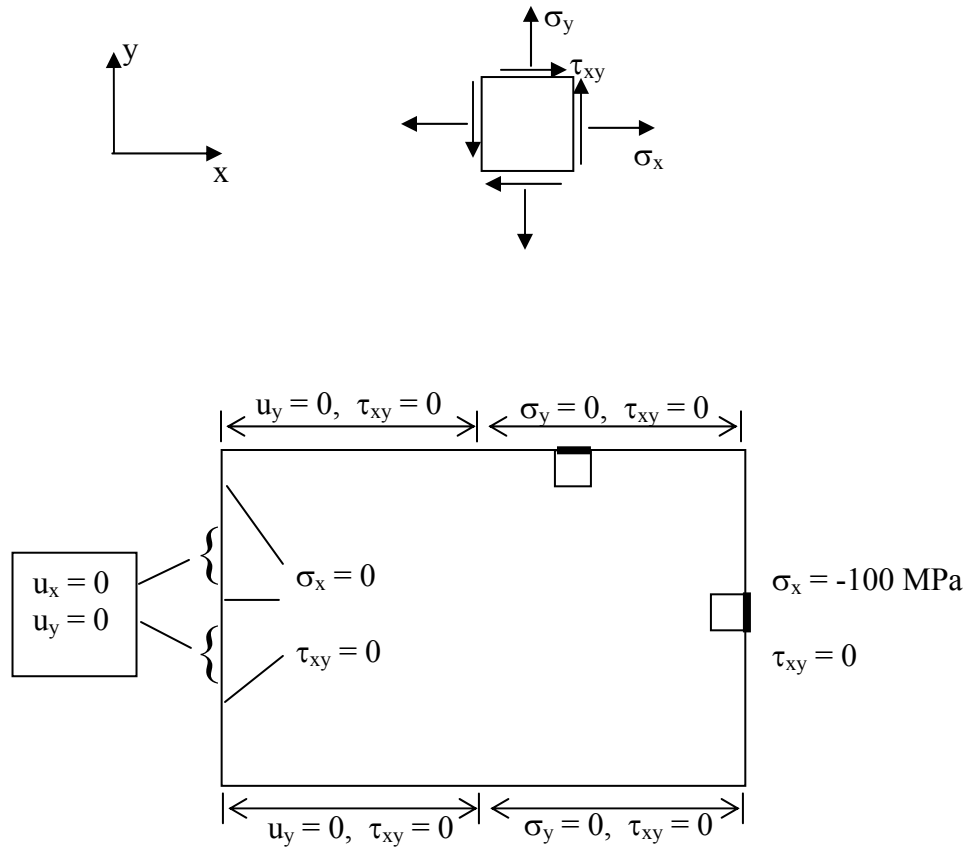 σy
y
τxy
x
σx
uy = 0, τxy = 0
σy = 0, τxy = 0
ux = 0
uy = 0
σx = 0
τxy = 0
σx = -100 MPa
τxy = 0
uy = 0, τxy = 0
σy = 0, τxy = 0